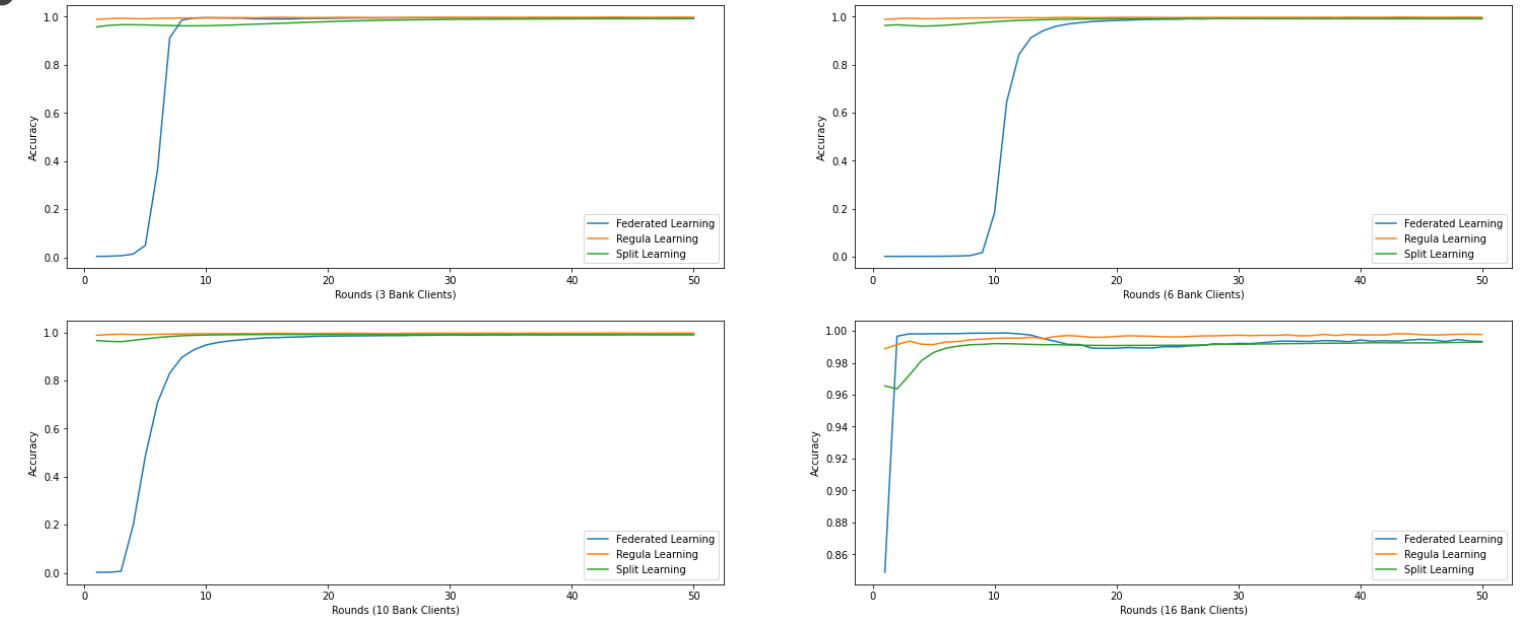 1.0
0.8
0.6
0.4
0.2
0.0
Accuracy
0 10 20 30 40 50
Rounds (3 Bank Clients)
Federated Learning
Regula Learning
Split Learning
1.0
0.8
0.6
0.4
0.2
0.0
Accuracy
0 10 20 30 40 50
Rounds (6 Bank Clients)
Federated Learning
Regula Learning
Split Learning
1.0
0.8
0.6
0.4
0.2
0.0
Accuracy
0 10 20 30 40 50
Rounds (10 Bank Clients)
Federated Learning
Regula Learning
Split Learning
1.00
0.98
0.96
0.94
0.92
0.90
0.88
0.86
Accuracy
0 10 20 30 40 50
Rounds (16 Bank Clients)
Federated Learning
Regula Learning
Split Learning